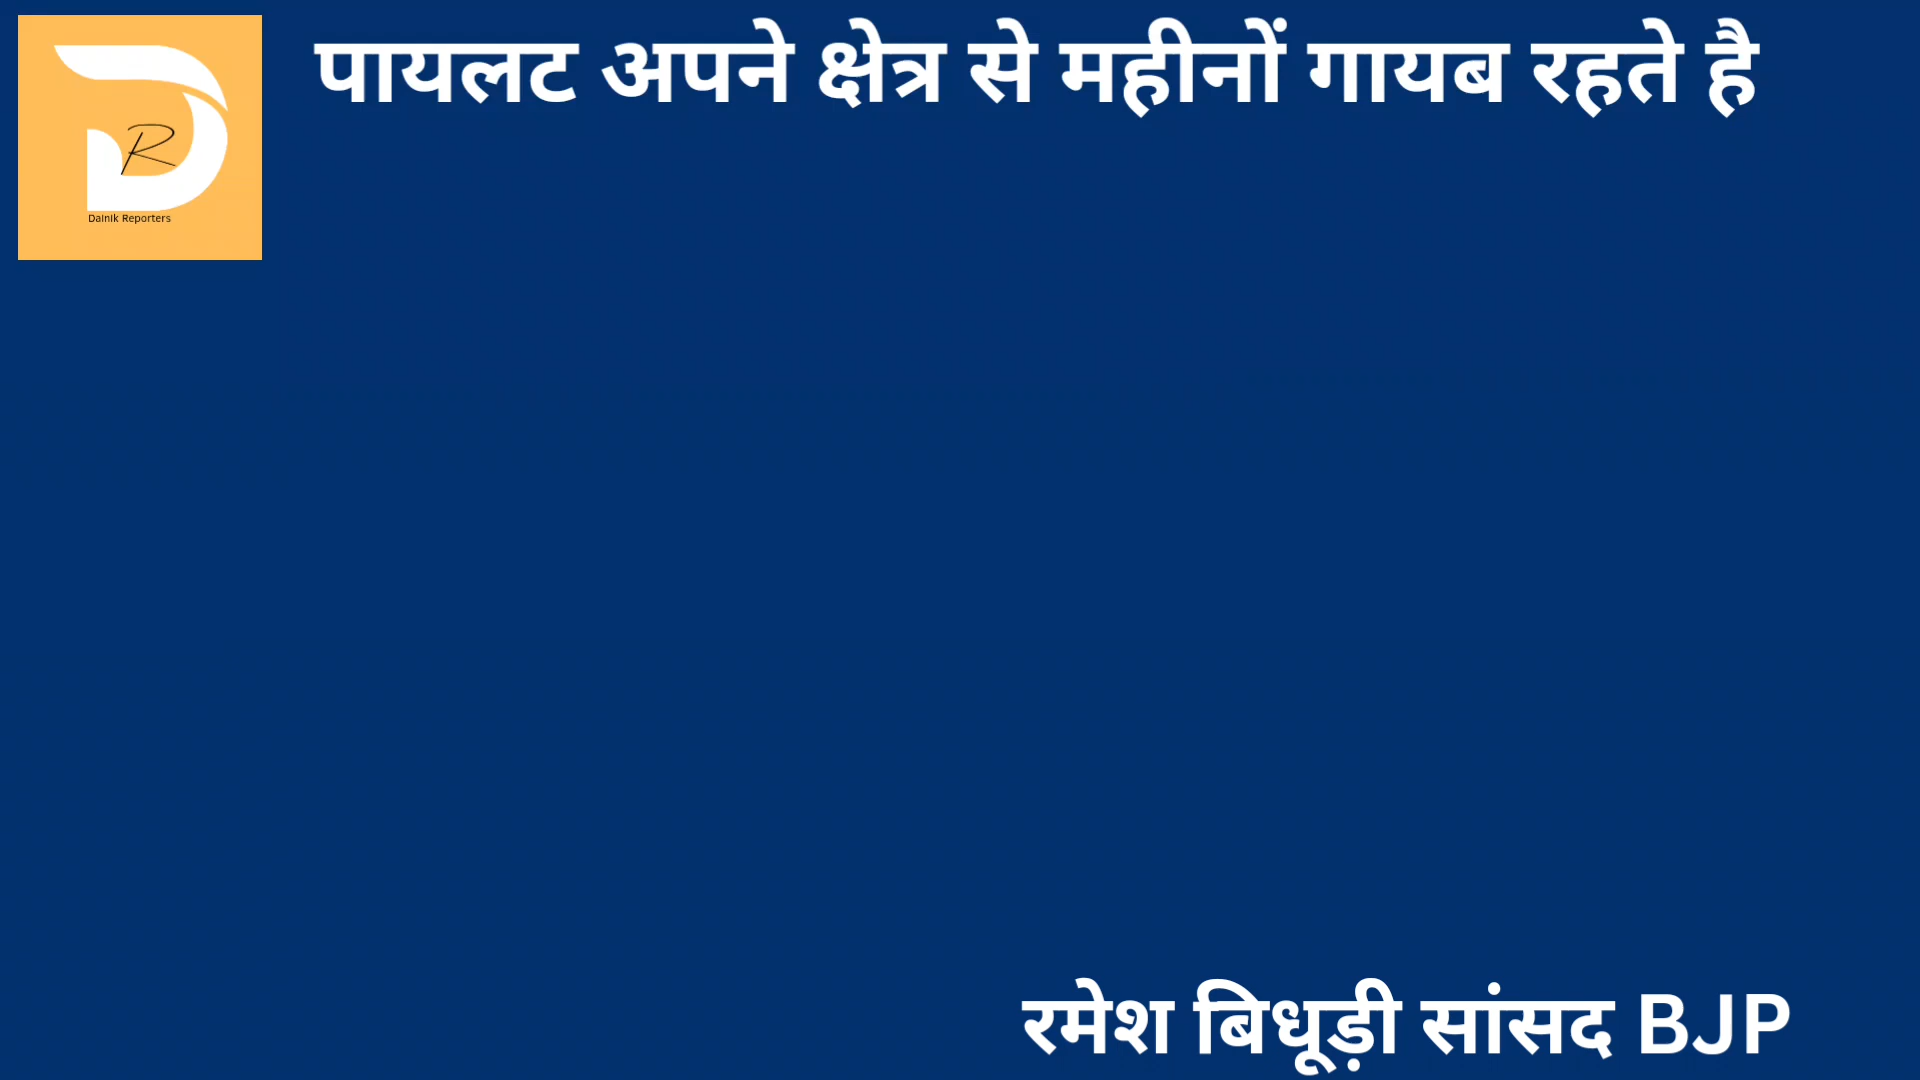 पायलट अपने क्षेत्र से महीनों गायब रहते है
R
Dainik Reporters
रमेश बिधूड़ी सांसद BJP